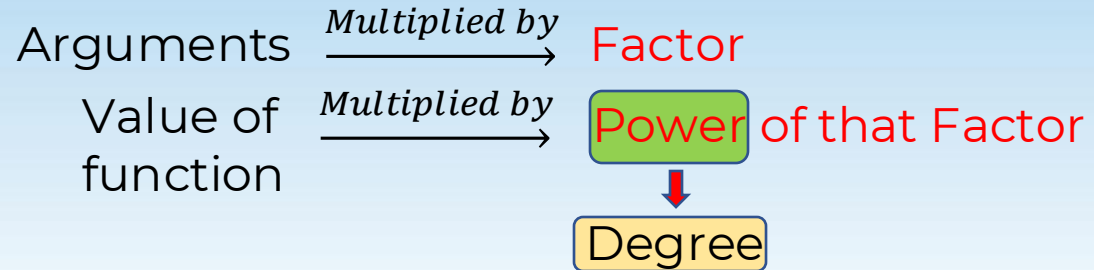 Arguments Multiplied by Factor
Value of function Multiplied by Power of that Factor
Degree